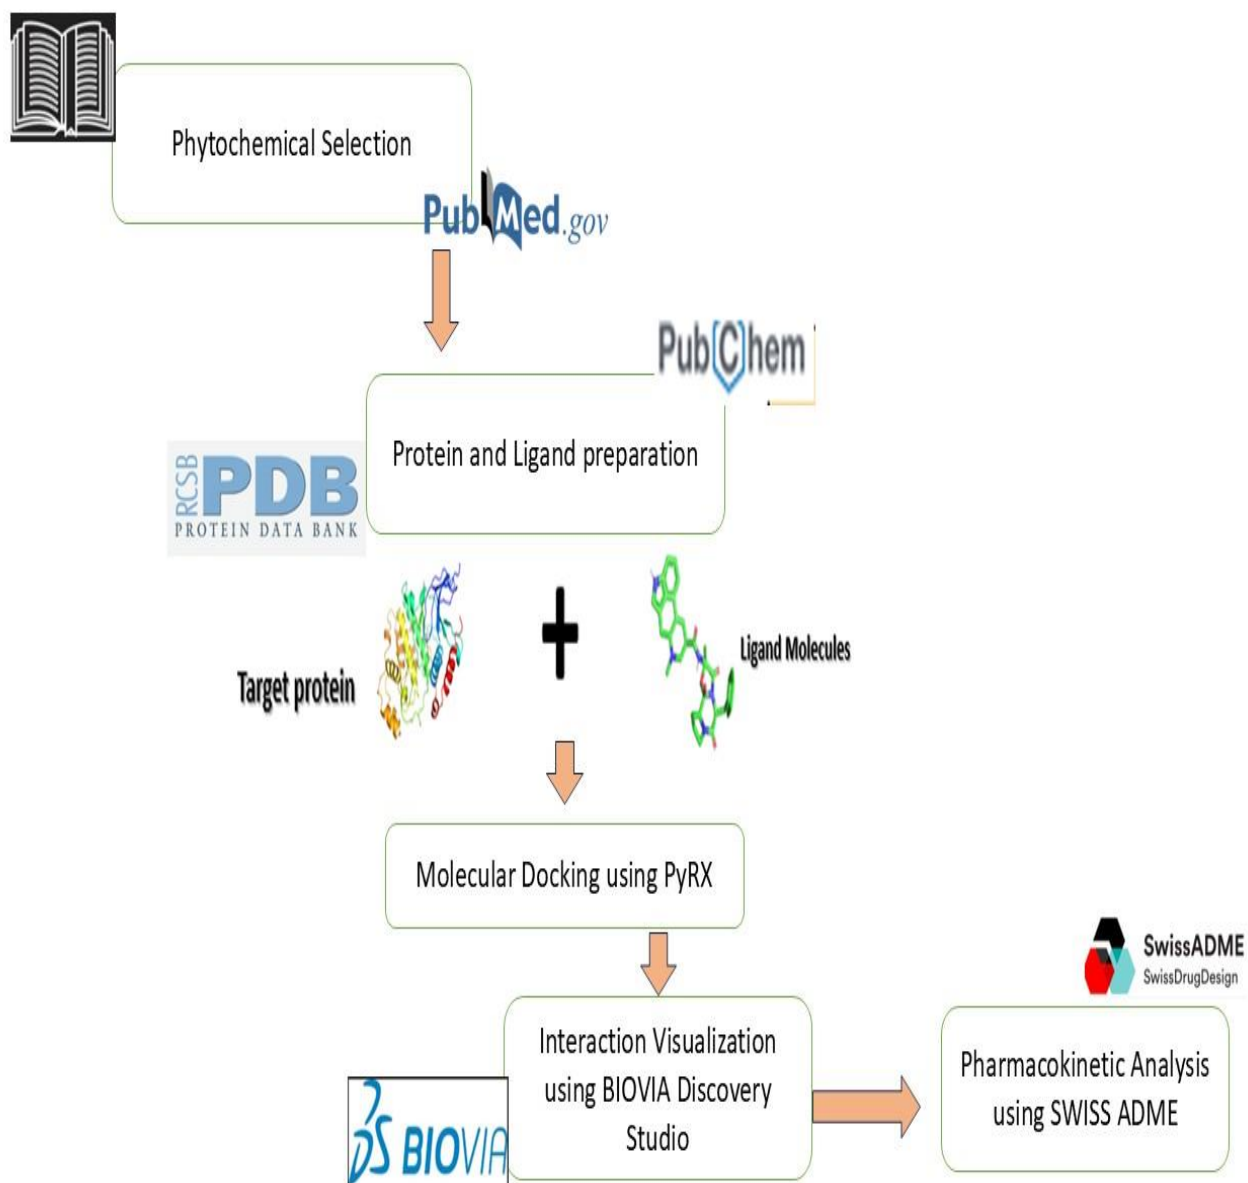 Phytochemical Selection
PubMed.gov
PubChem
Protein and Ligand preparation
RCSB
PDB
PROTEIN DATA BANK
Target protein
+
Ligand Molecules
Molecular Docking using PyRX
SwissADME
SwissDrugDesign
Interaction Visualization
using BIOVIA Discovery
Studio
DS BIOVIA
Pharmacokinetic Analysis
using SWISS ADME